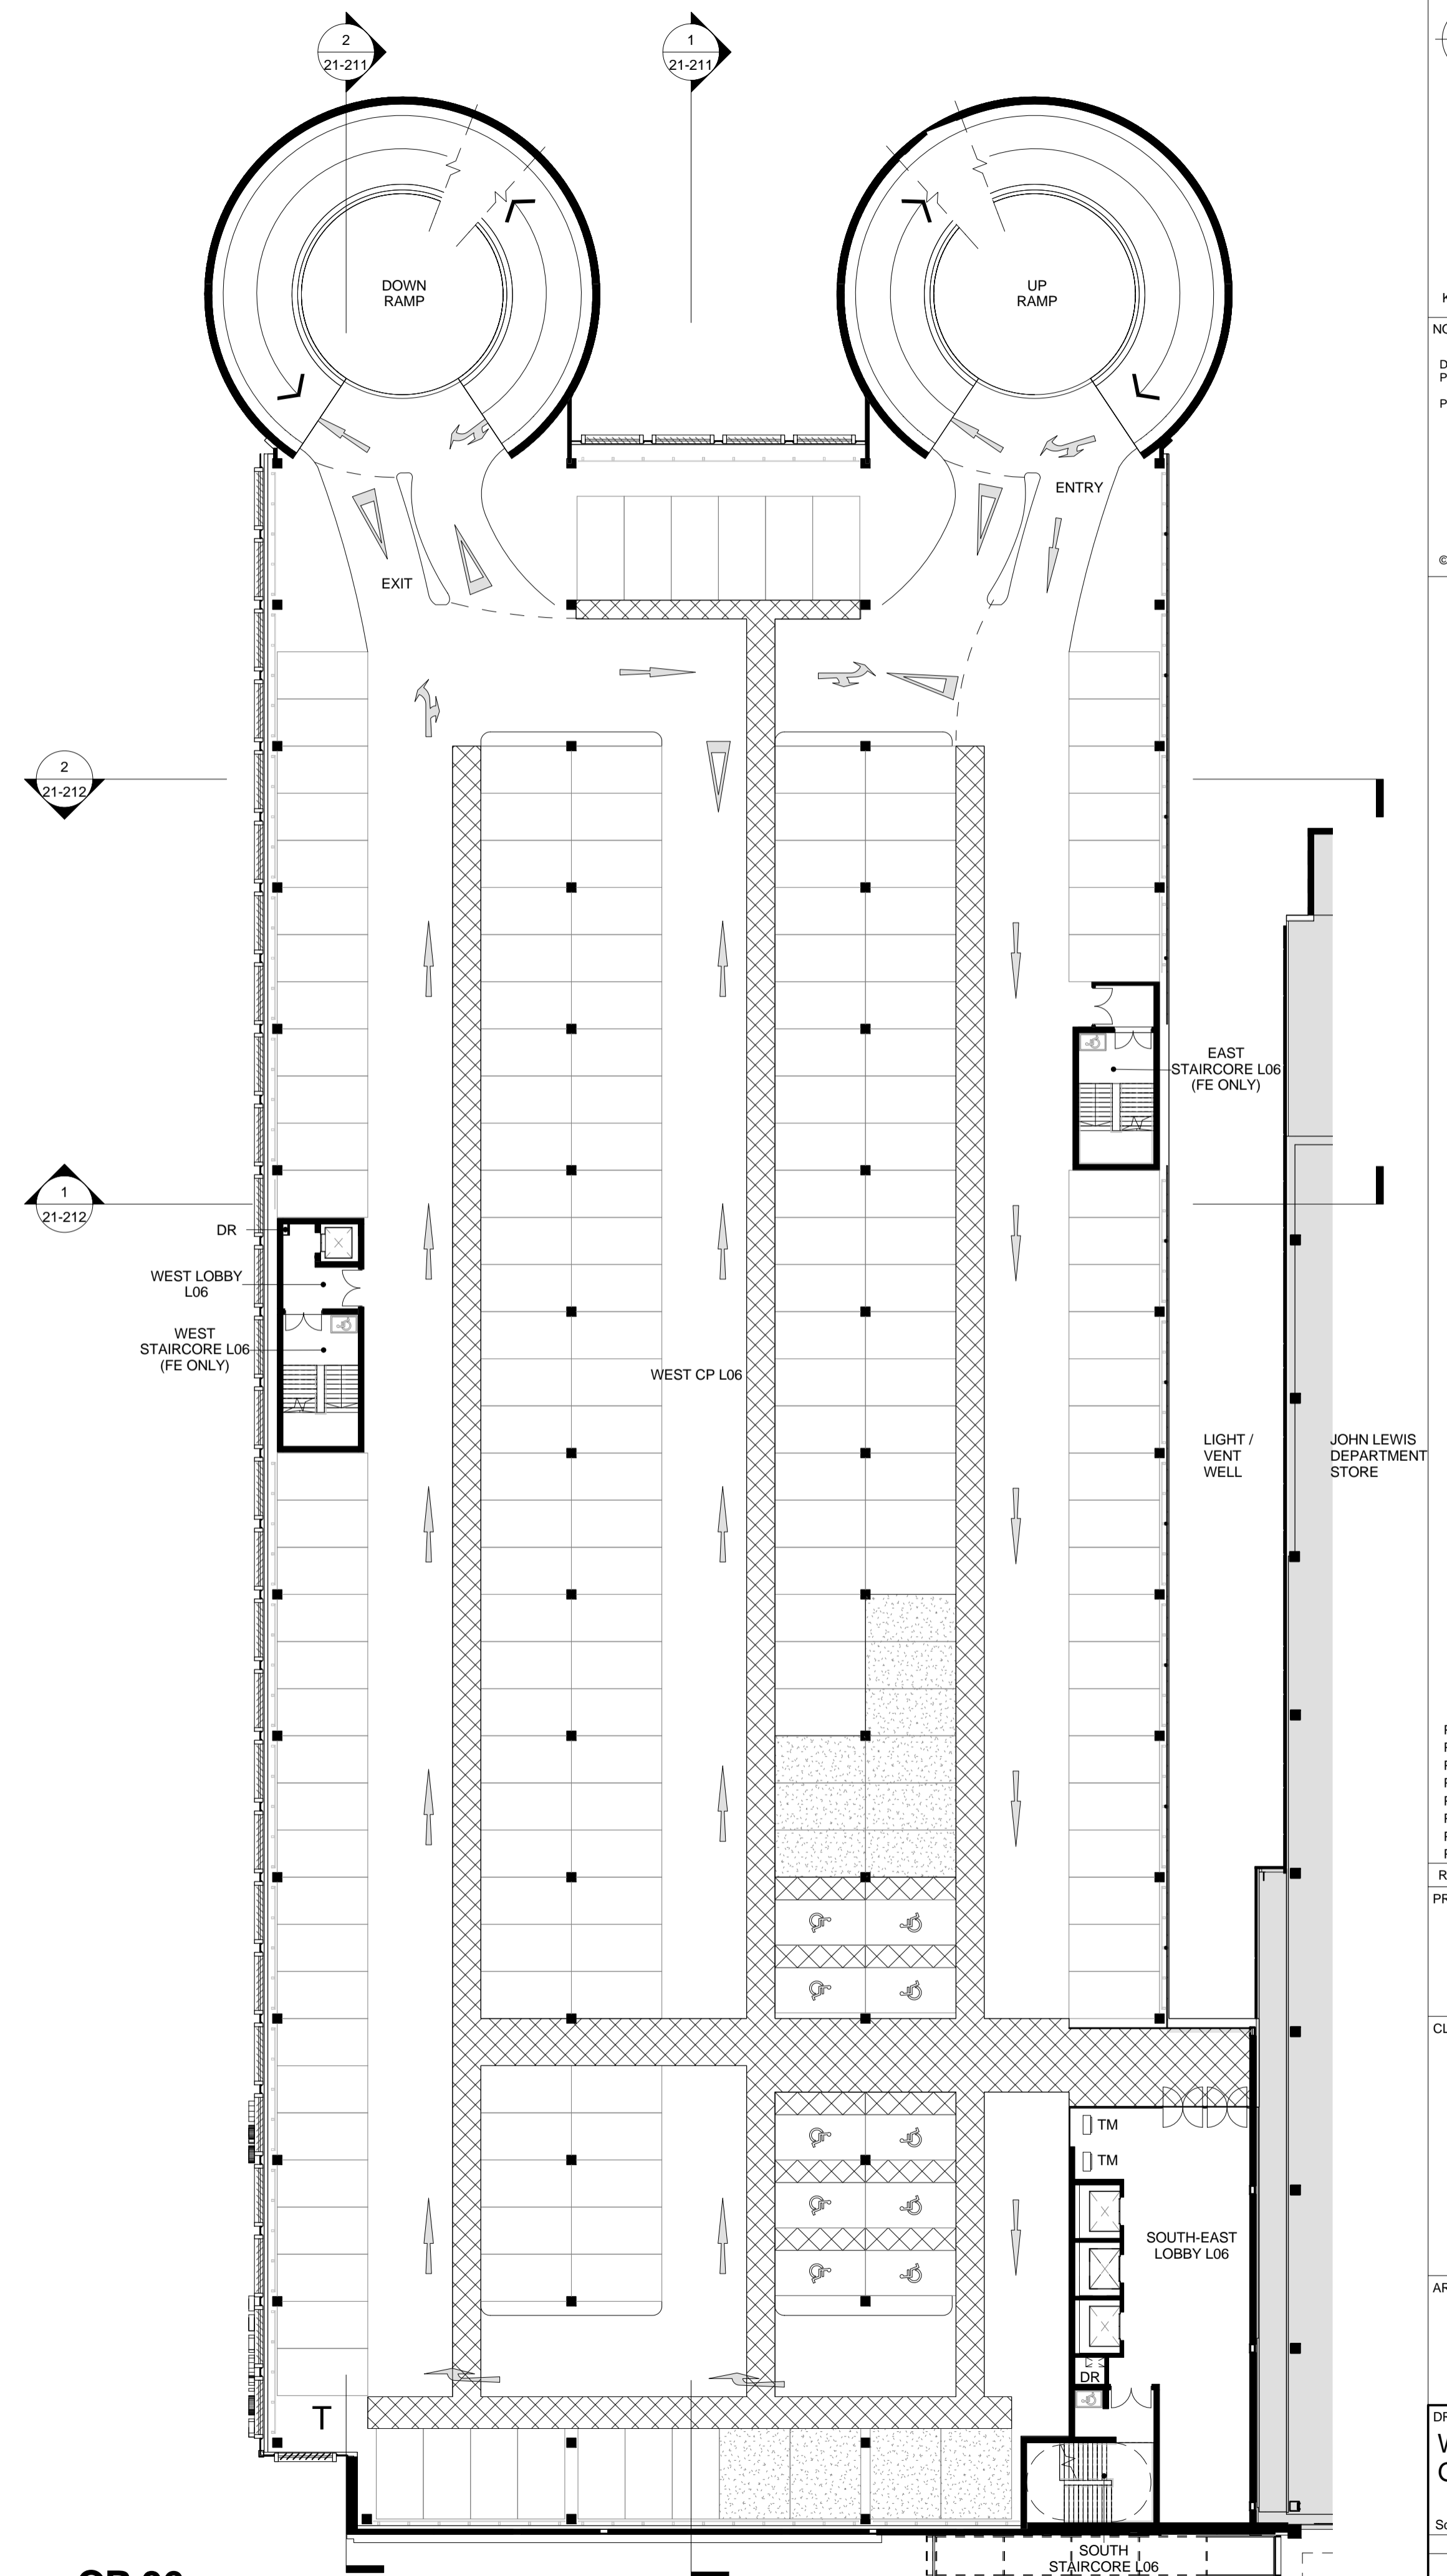 2
21-211
1
21-211
DOWN
RAMP
UP
RAMP
ENTRY
EXIT
2
21-212
EAST
STAIRCORE L06
(FE ONLY)
1
21-212
DR
WEST LOBBY
L06
WEST
STAIRCORE L06
(FE ONLY)
WEST CP L06
LIGHT /
VENT
WELL
JOHN LEWIS
DEPARTMENT
STORE
TM
TM
SOUTH-EAST
LOBBY L06
DR
T
SOUTH
STAIRCORE L06